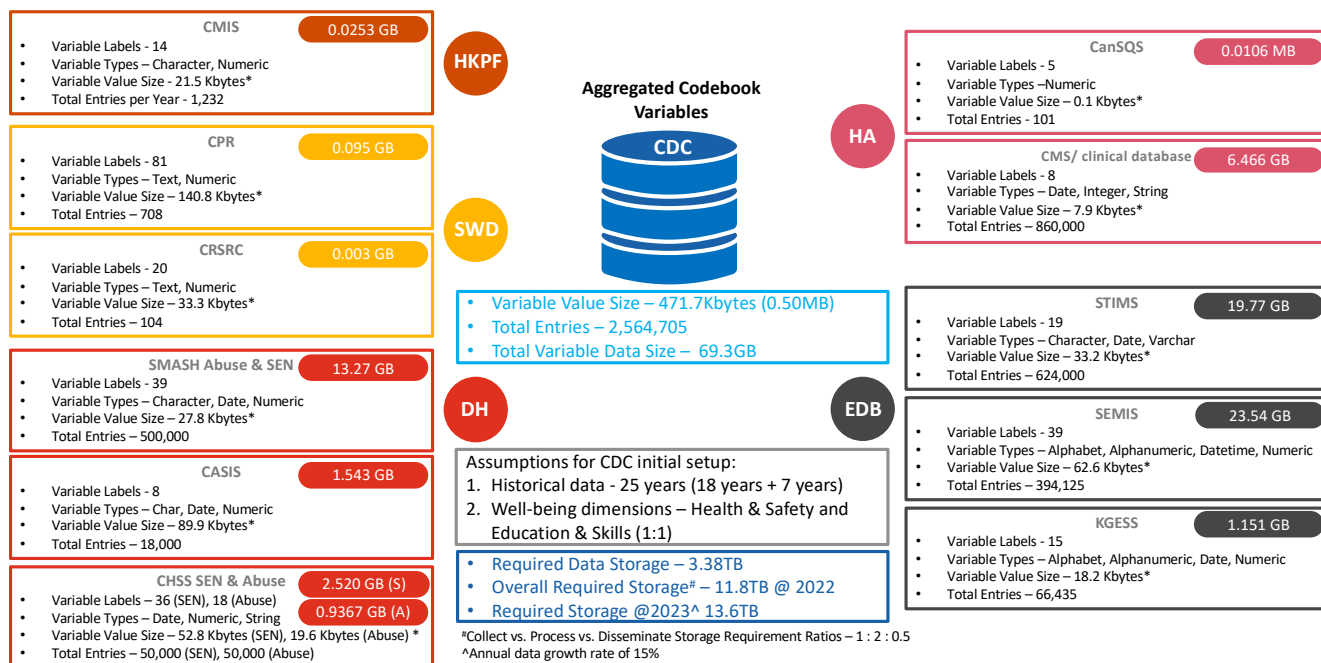 CMIS
0.0253 GB
• Variable Labels - 14
• Variable Types – Character, Numeric
• Variable Value Size - 21.5 Kbytes*
• Total Entries per Year - 1,232
HKPF
CPR
0.095 GB
• Variable Labels - 81
• Variable Types – Text, Numeric
• Variable Value Size – 140.8 Kbytes*
• Total Entries – 708
CRSRC
0.003 GB
• Variable Labels - 20
• Variable Types – Text, Numeric
• Variable Value Size – 33.3 Kbytes*
• Total Entries – 104
SWD
SMASH Abuse & SEN
13.27 GB
• Variable Labels - 39
• Variable Types – Character, Date, Numeric
• Variable Value Size – 27.8 Kbytes*
• Total Entries – 500,000
CASIS
1.543 GB
• Variable Labels - 8
• Variable Types – Char, Date, Numeric
• Variable Value Size – 89.9 Kbytes*
• Total Entries – 18,000
CHSS SEN & Abuse
2.520 GB (S)
0.9367 GB (A)
• Variable Labels – 36 (SEN), 18 (Abuse)
• Variable Types – Date, Numeric, String
• Variable Value Size – 52.8 Kbytes (SEN), 19.6 Kbytes (Abuse) *
• Total Entries – 50,000 (SEN), 50,000 (Abuse)
DH
Aggregated Codebook
Variables
CDC
• Variable Value Size – 471.7Kbytes (0.50MB)
• Total Entries – 2,564,705
• Total Variable Data Size – 69.3GB
Assumptions for CDC initial setup:
1. Historical data - 25 years (18 years + 7 years)
2. Well-being dimensions – Health & Safety and
Education & Skills (1:1)
• Required Data Storage – 3.38TB
• Overall Required Storage# – 11.8TB @ 2022
• Required Storage @2023^ 13.6TB
#Collect vs. Process vs. Disseminate Storage Requirement Ratios – 1 : 2 : 0.5
^Annual data growth rate of 15%
HA
CanSQS
0.0106 MB
• Variable Labels - 5
• Variable Types –Numeric
• Variable Value Size – 0.1 Kbytes*
• Total Entries - 101
CMS/ clinical database
6.466 GB
• Variable Labels - 8
• Variable Types – Date, Integer, String
• Variable Value Size – 7.9 Kbytes*
• Total Entries – 860,000
EDB
STIMS
19.77 GB
• Variable Labels - 19
• Variable Types – Character, Date, Varchar
• Variable Value Size – 33.2 Kbytes*
• Total Entries – 624,000
SEMIS
23.54 GB
• Variable Labels - 39
• Variable Types – Alphabet, Alphanumeric, Datetime, Numeric
• Variable Value Size – 62.6 Kbytes*
• Total Entries – 394,125
KGESS
1.151 GB
• Variable Labels - 15
• Variable Types – Alphabet, Alphanumeric, Date, Numeric
• Variable Value Size – 18.2 Kbytes*
• Total Entries – 66,435